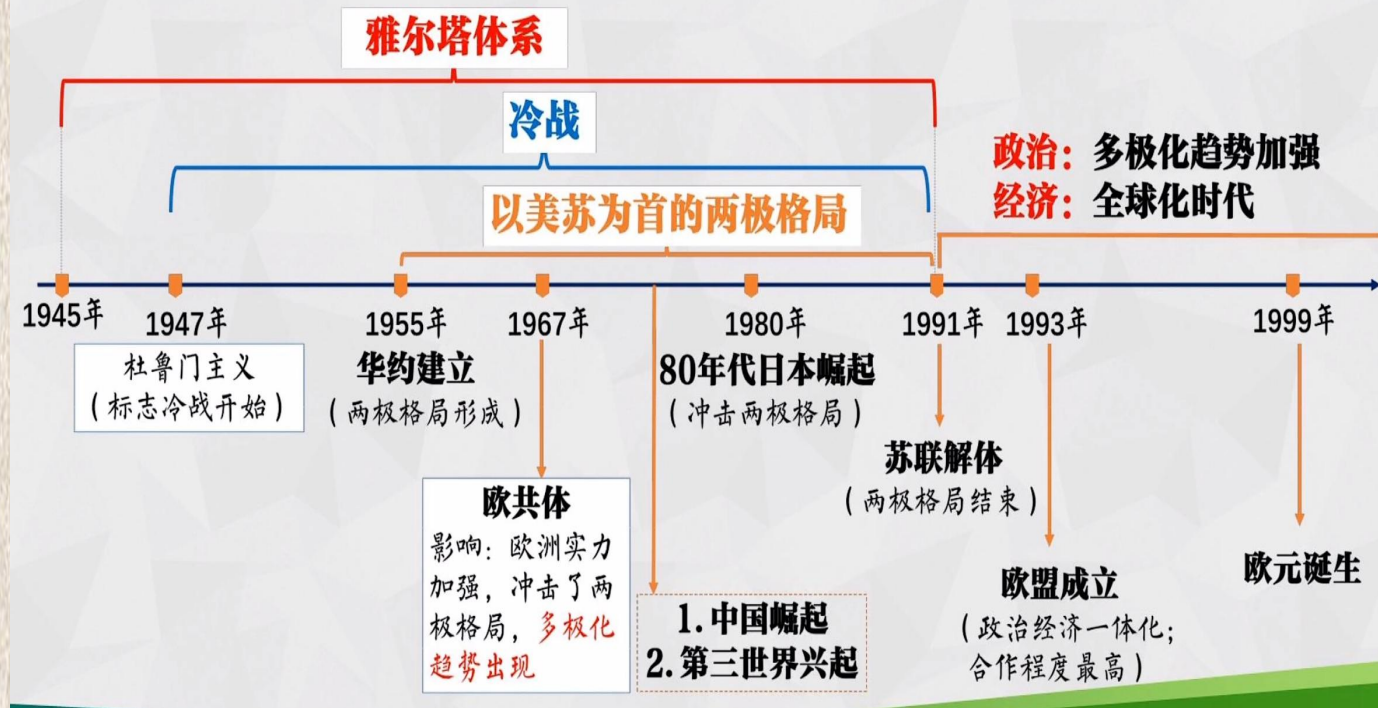 雅尔塔体系
冷战
政治：多极化趋势加强
经济：全球化时代
以美苏为首的两极格局
1945年
1947年
1955年
1967年
1980年
1991年
1993年
1999年
杜鲁门主义
（标志冷战开始）
华约建立
（两极格局形成）
80年代日本崛起
（冲击两极格局）
苏联解体
（两极格局结束）
欧共体
影响：欧洲实力
加强，冲击了两
极格局，多极化
趋势出现
1.中国崛起
2.第三世界兴起
欧盟成立
（政治经济一体化；
合作程度最高）
欧元诞生